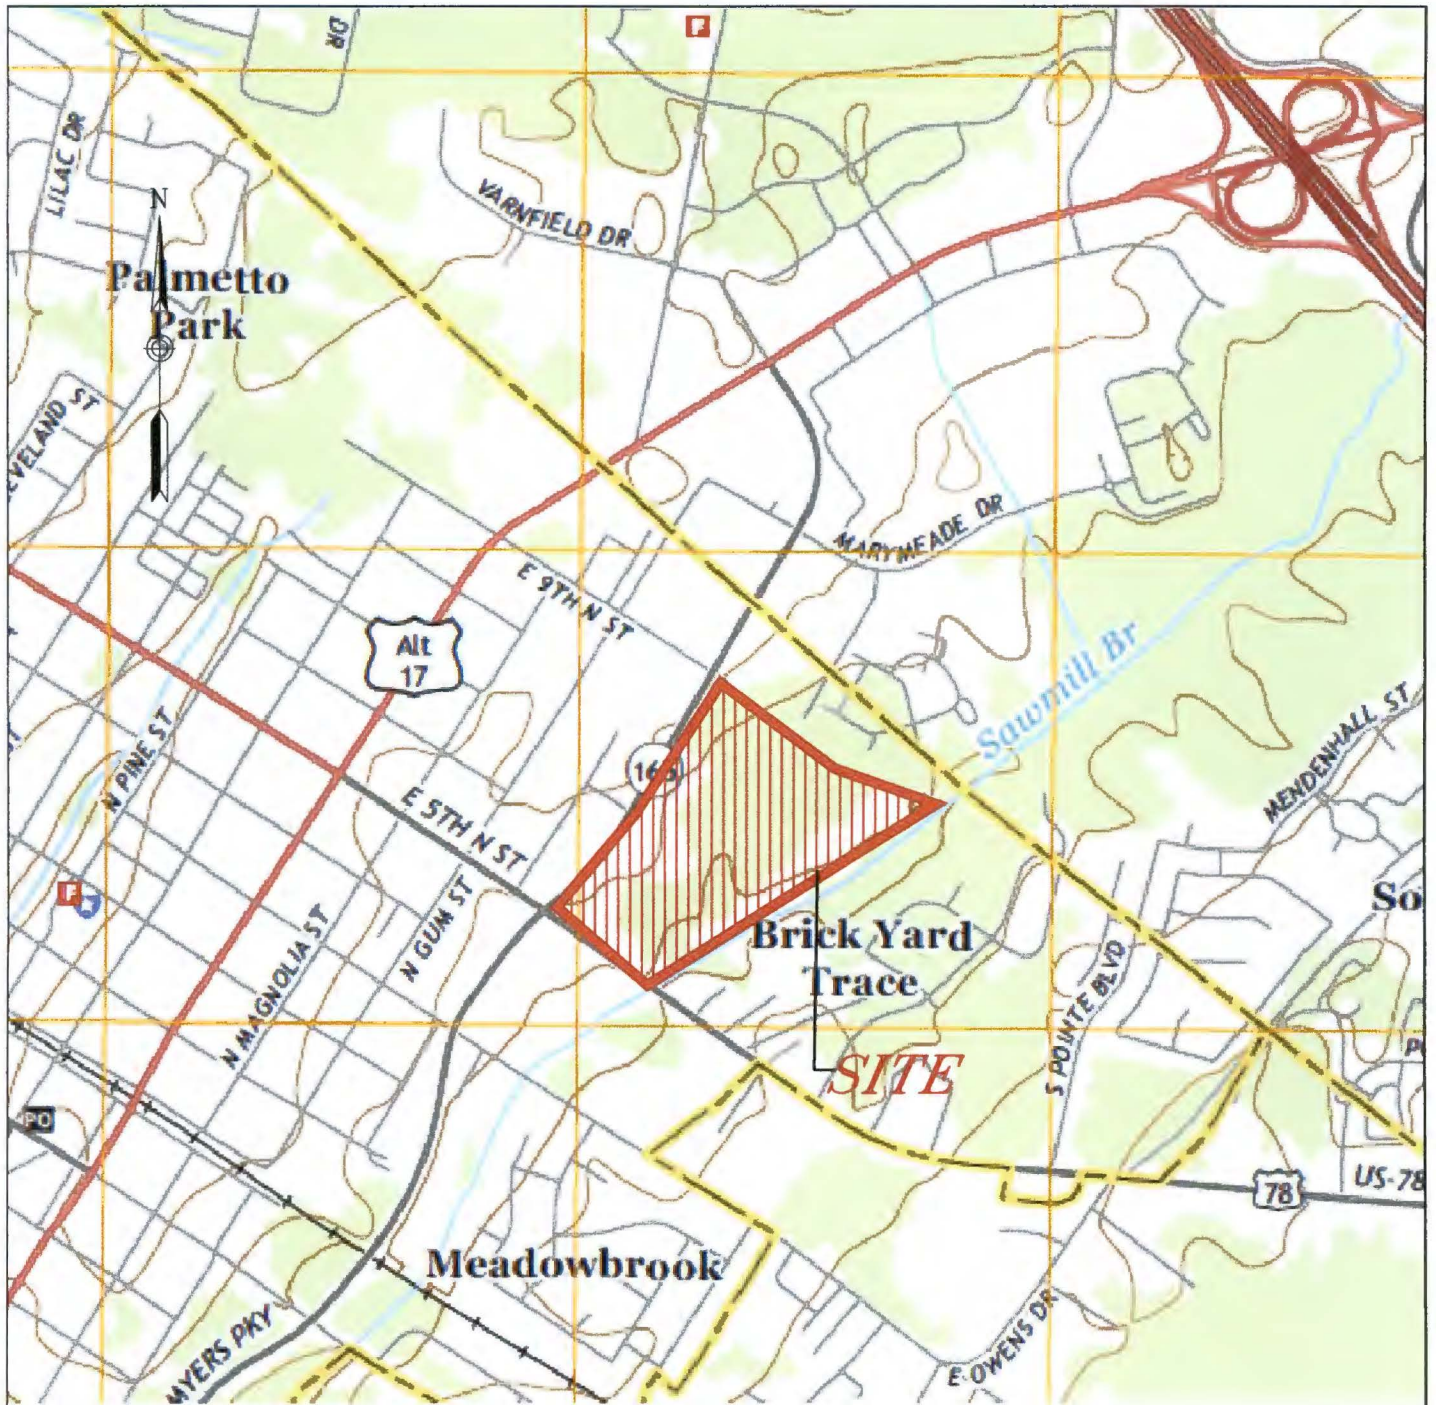 DR
F
LILAC DR
N
VARNFIELD DR
Palmetto
Park
EVELAND ST
MARYMEADE DR
E 9TH N ST
Alt
17
Sawmill Br
N PINE ST
ST
MENDENHALL ST
E 5TH N ST
F
N GUM ST
So
N MAGNOLIA ST
Brick Yard
Trace
S POINTE BLVD
SITE
PO
78
US-78
Meadowbrook
MYERS PKY
E OWENS DR